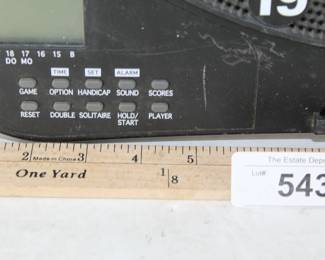 19
18 17 16 15 B
DO MO
TIME SET ALARM
GAME OPTION HANDICAP SOUND SCORES
RESET DOUBLE SOLITAIRE HOLD/START PLAYER
2 Made in China 3 4 5
One Yard 1/8
The Estate Depo
Lot# 543